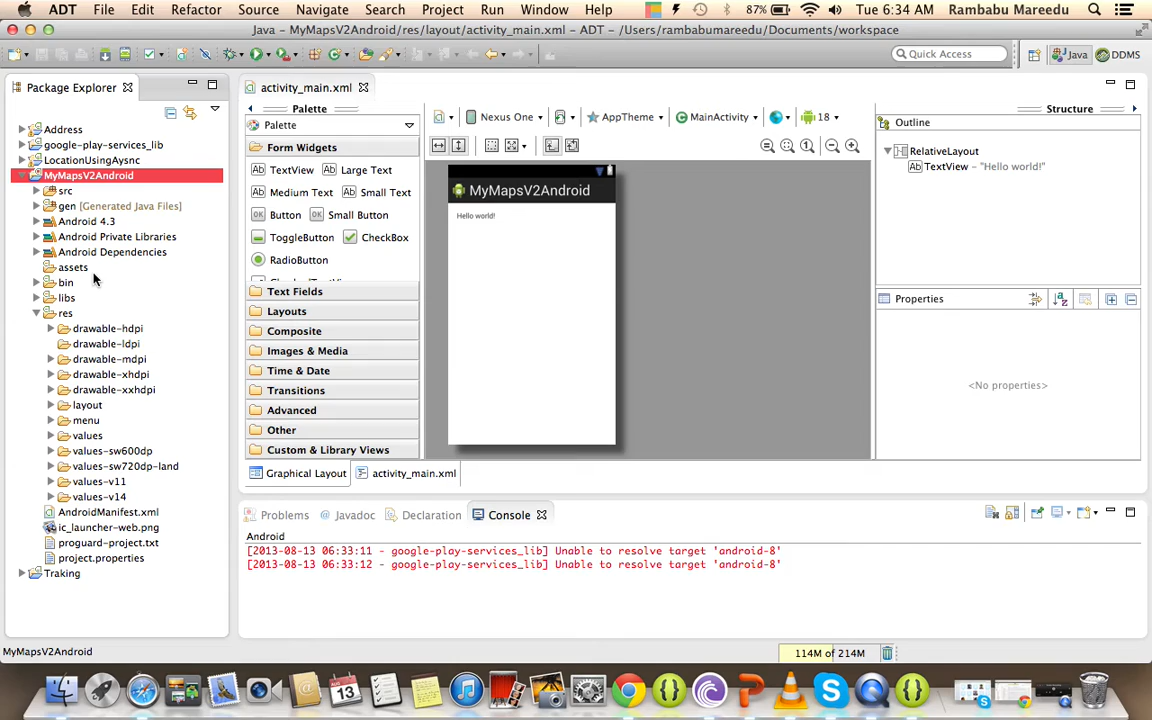 ADT File Edit Refactor Source Navigate Search Project Run Window Help 87% Tue 6:34 AM Rambabu Mareedu
Java - MyMapsV2Android/res/layout/activity_main.xml - ADT - /Users/rambabumareedu/Documents/workspace
Quick Access Java DDMS
Package Explorer
Address
google-play-services_lib
LocationUsingAysnc
MyMapsV2Android
src
gen [Generated Java Files]
Android 4.3
Android Private Libraries
Android Dependencies
assets
bin
libs
res
drawable-hdpi
drawable-ldpi
drawable-mdpi
drawable-xhdpi
drawable-xxhdpi
layout
menu
values
values-sw600dp
values-sw720dp-land
values-v11
values-v14
AndroidManifest.xml
ic_launcher-web.png
proguard-project.txt
project.properties
Traking
activity_main.xml
Palette
Palette
Form Widgets
Ab TextView Ab Large Text
Ab Medium Text Ab Small Text
OK Button OK Small Button
ToggleButton CheckBox
RadioButton
Text Fields
Layouts
Composite
Images & Media
Time & Date
Transitions
Advanced
Other
Custom & Library Views
Nexus One AppTheme MainActivity 18
MyMapsV2Android
Hello world!
Graphical Layout activity_main.xml
Structure
Outline
RelativeLayout
Ab TextView - "Hello world!"
Properties
<No properties>
Problems @ Javadoc Declaration Console
Android
[2013-08-13 06:33:11 - google-play-services_lib] Unable to resolve target 'android-8'
[2013-08-13 06:33:12 - google-play-services_lib] Unable to resolve target 'android-8'
MyMapsV2Android
114M of 214M